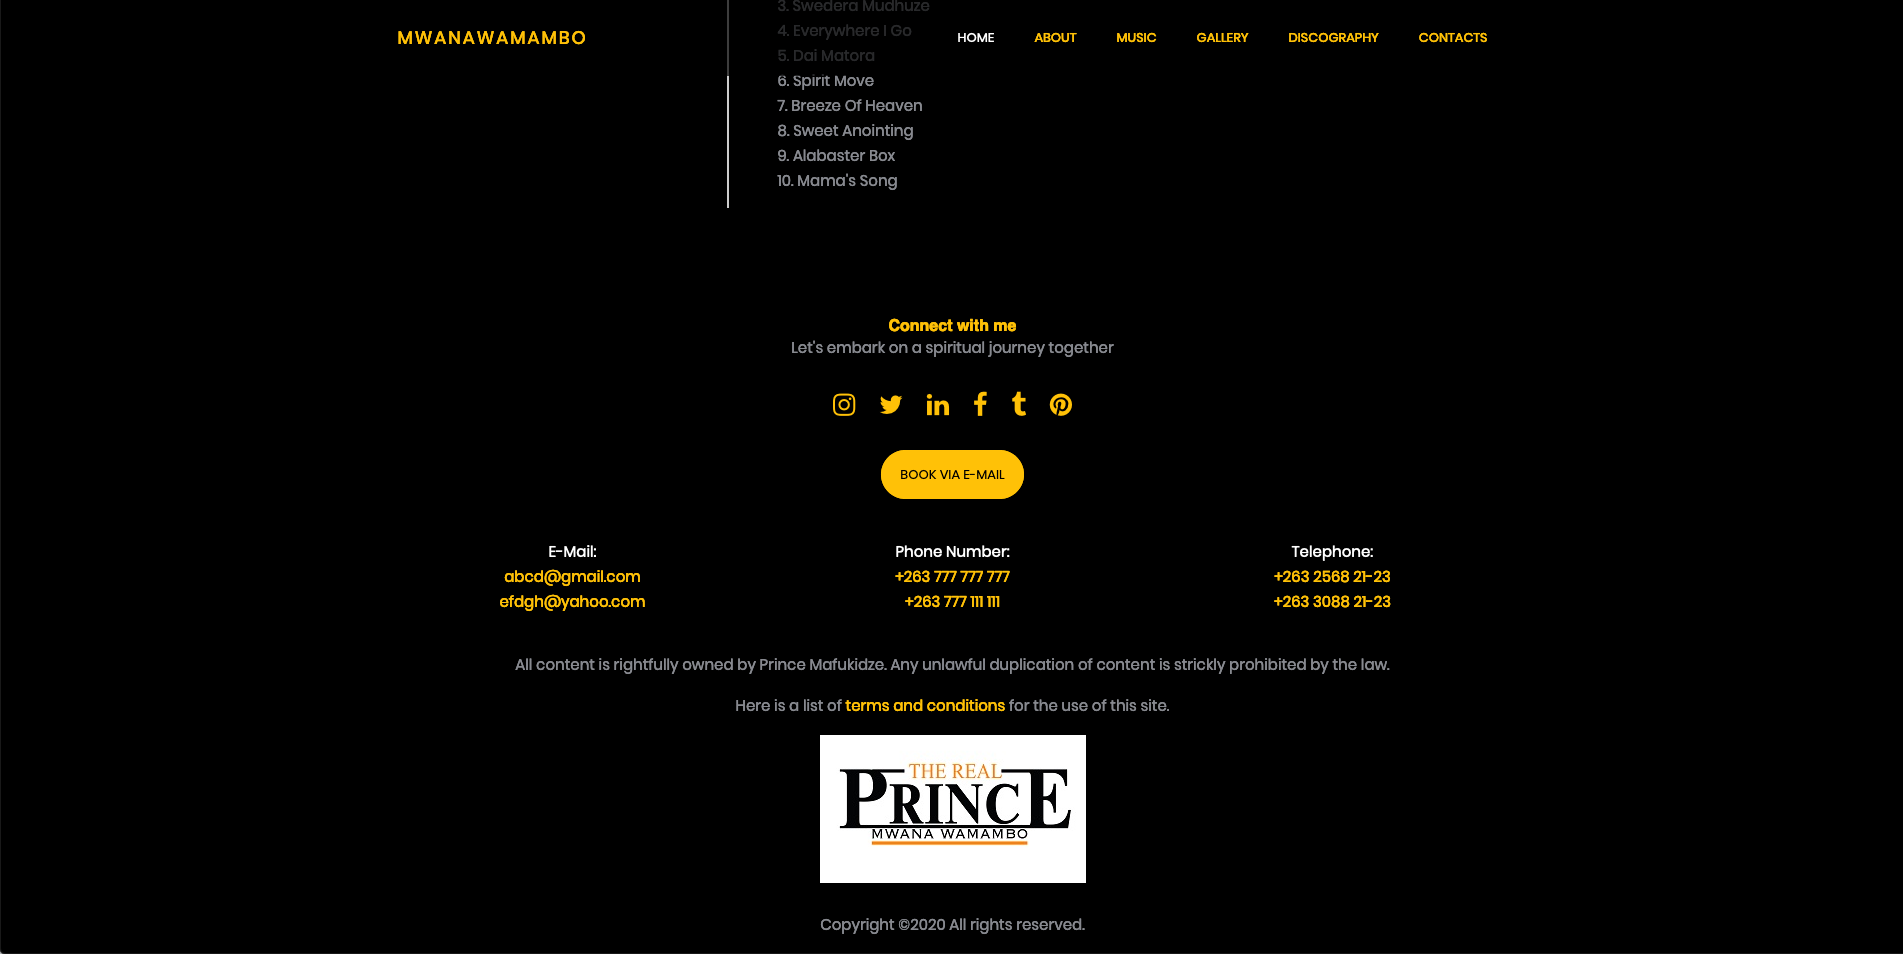 3. Swedera Mudhuze
MWANAWAMAMBO
4. Everywhere I Go
HOME ABOUT MUSIC GALLERY DISCOGRAPHY CONTACTS
5. Dai Matora
6. Spirit Move
7. Breeze Of Heaven
8. Sweet Anointing
9. Alabaster Box
10. Mama's Song
Connect with me
Let's embark on a spiritual journey together
BOOK VIA E-MAIL
E-Mail:
abcd@gmail.com
efdgh@yahoo.com
Phone Number:
+263 777 777 777
+263 777 111 111
Telephone:
+263 2568 21-23
+263 3088 21-23
All content is rightfully owned by Prince Mafukidze. Any unlawful duplication of content is strickly prohibited by the law.
Here is a list of terms and conditions for the use of this site.
THE REAL
PRINCE
MWANA WAMAMBO
Copyright ©2020 All rights reserved.